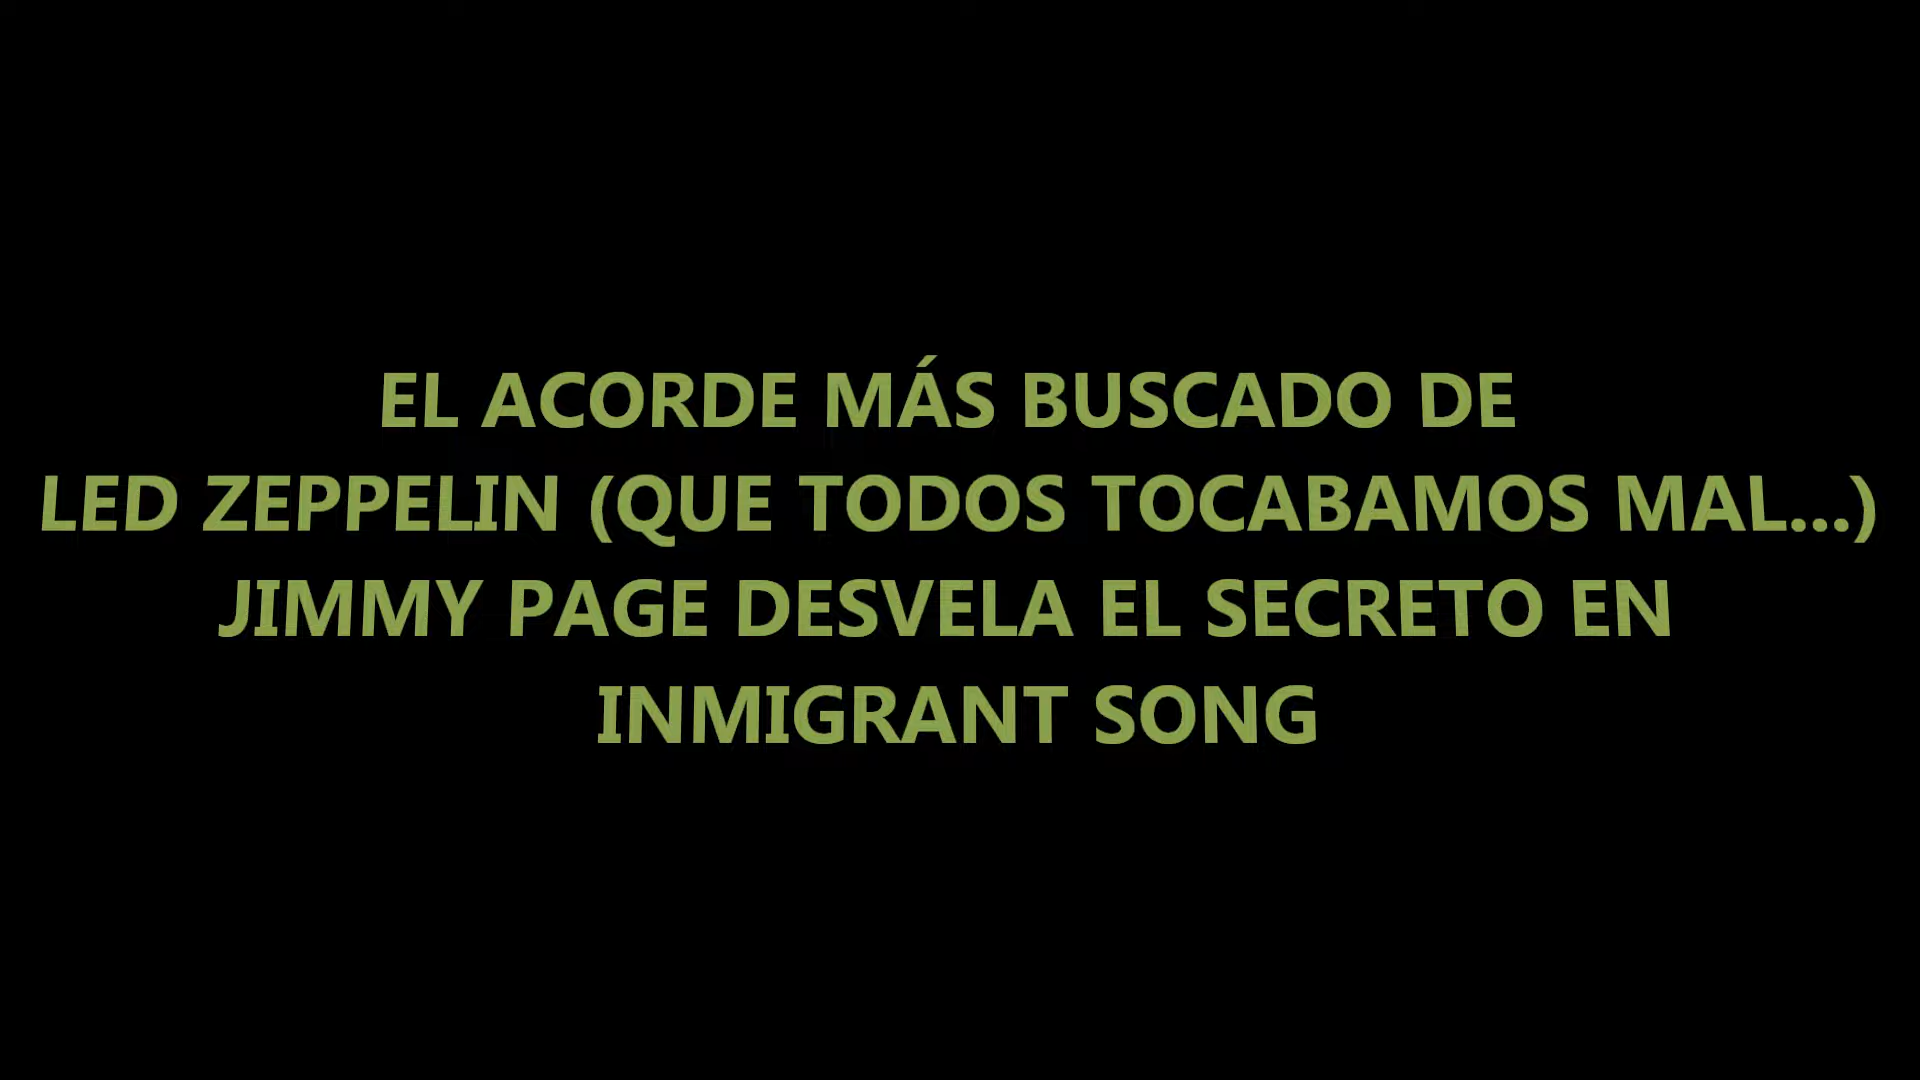 EL ACORDE MÁS BUSCADO DE
LED ZEPPELIN (QUE TODOS TOCABAMOS MAL...)
JIMMY PAGE DESVELA EL SECRETO EN
INMIGRANT SONG